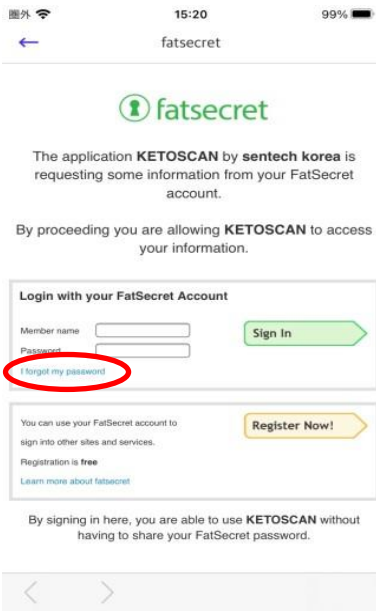 圏外 15:20 99%
fatsecret
fatsecret
The application KETOSCAN by sentech korea is
requesting some information from your FatSecret
account.
By proceeding you are allowing KETOSCAN to access
your information.
Login with your FatSecret Account
Member name
Sign In
Password
I forgot my password
You can use your FatSecret account to
sign into other sites and services.
Registration is free
Learn more about fatsecret
Register Now!
By signing in here, you are able to use KETOSCAN without
having to share your FatSecret password.